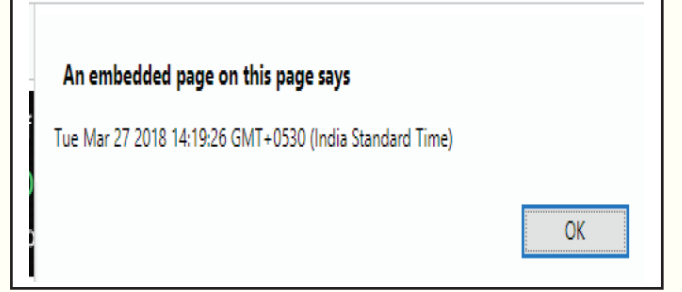 An embedded page on this page says
Tue Mar 27 2018 14:19:26 GMT+0530 (India Standard Time)
OK